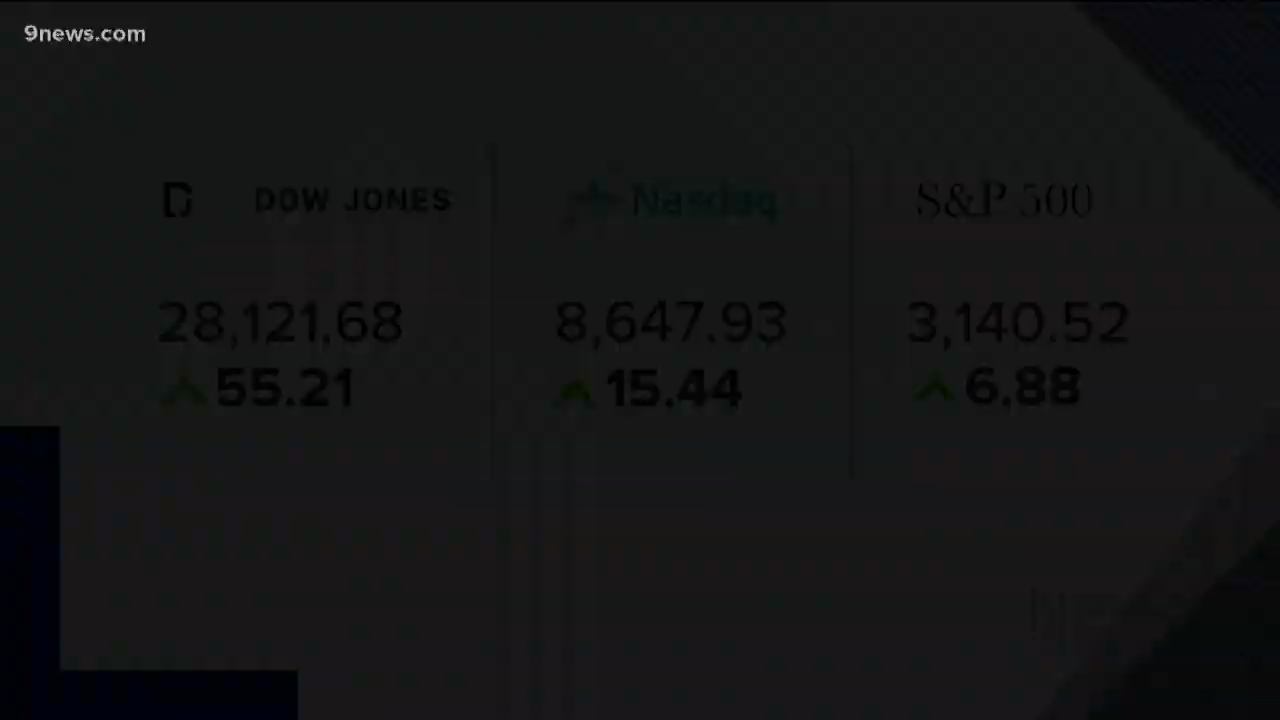 9news.com
DOW JONES
Nasdaq
S&P 500
28,121.68
8,647.93
3,140.52
55.21
15.44
6.88